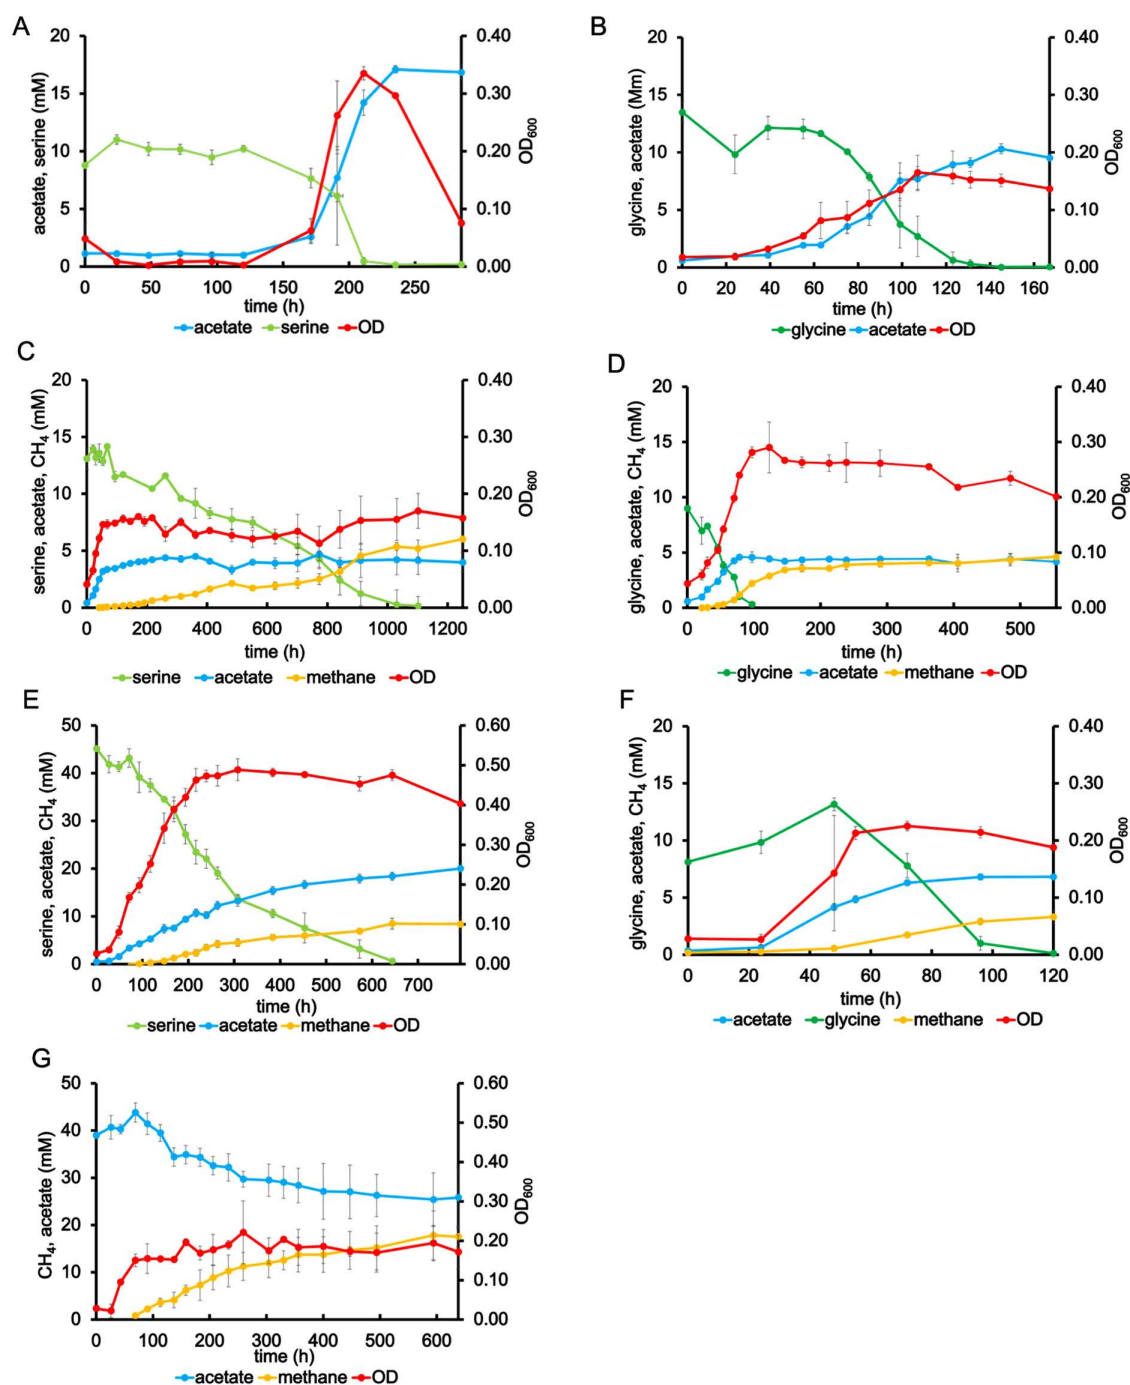 A
acetate, serine (mM)
20
15
10
5
0
0.40
0.30
0.20
0.10
0.00
OD600
0 50 100 150 200 250
time (h)
acetate serine OD
B
glycine, acetate (Mm)
20
15
10
5
0
0.40
0.30
0.20
0.10
0.00
OD600
0 20 40 60 80 100 120 140 160
time (h)
glycine acetate OD
C
serine, acetate, CH4 (mM)
20
15
10
5
0
0.40
0.30
0.20
0.10
0.00
OD600
0 200 400 600 800 1000 1200
time (h)
serine acetate methane OD
D
glycine, acetate, CH4 (mM)
20
15
10
5
0
0.40
0.30
0.20
0.10
0.00
OD600
0 100 200 300 400 500
time (h)
glycine acetate methane OD
E
serine, acetate, CH4 (mM)
50
40
30
20
10
0
0.60
0.50
0.40
0.30
0.20
0.10
0.00
OD600
0 100 200 300 400 500 600 700
time (h)
serine acetate methane OD
F
glycine, acetate, CH4 (mM)
20
15
10
5
0
0.40
0.30
0.20
0.10
0.00
OD600
0 20 40 60 80 100 120
time (h)
acetate glycine methane OD
G
CH4, acetate (mM)
50
40
30
20
10
0
0.60
0.50
0.40
0.30
0.20
0.10
0.00
OD600
0 100 200 300 400 500 600
time (h)
acetate methane OD